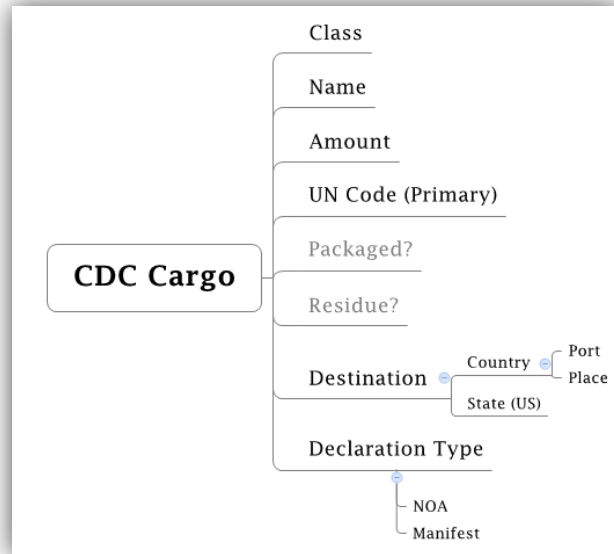 Class
Name
Amount
UN Code (Primary)
CDC Cargo
Packaged?
Residue?
Destination
Country
Port
Place
State (US)
Declaration Type
NOA
Manifest